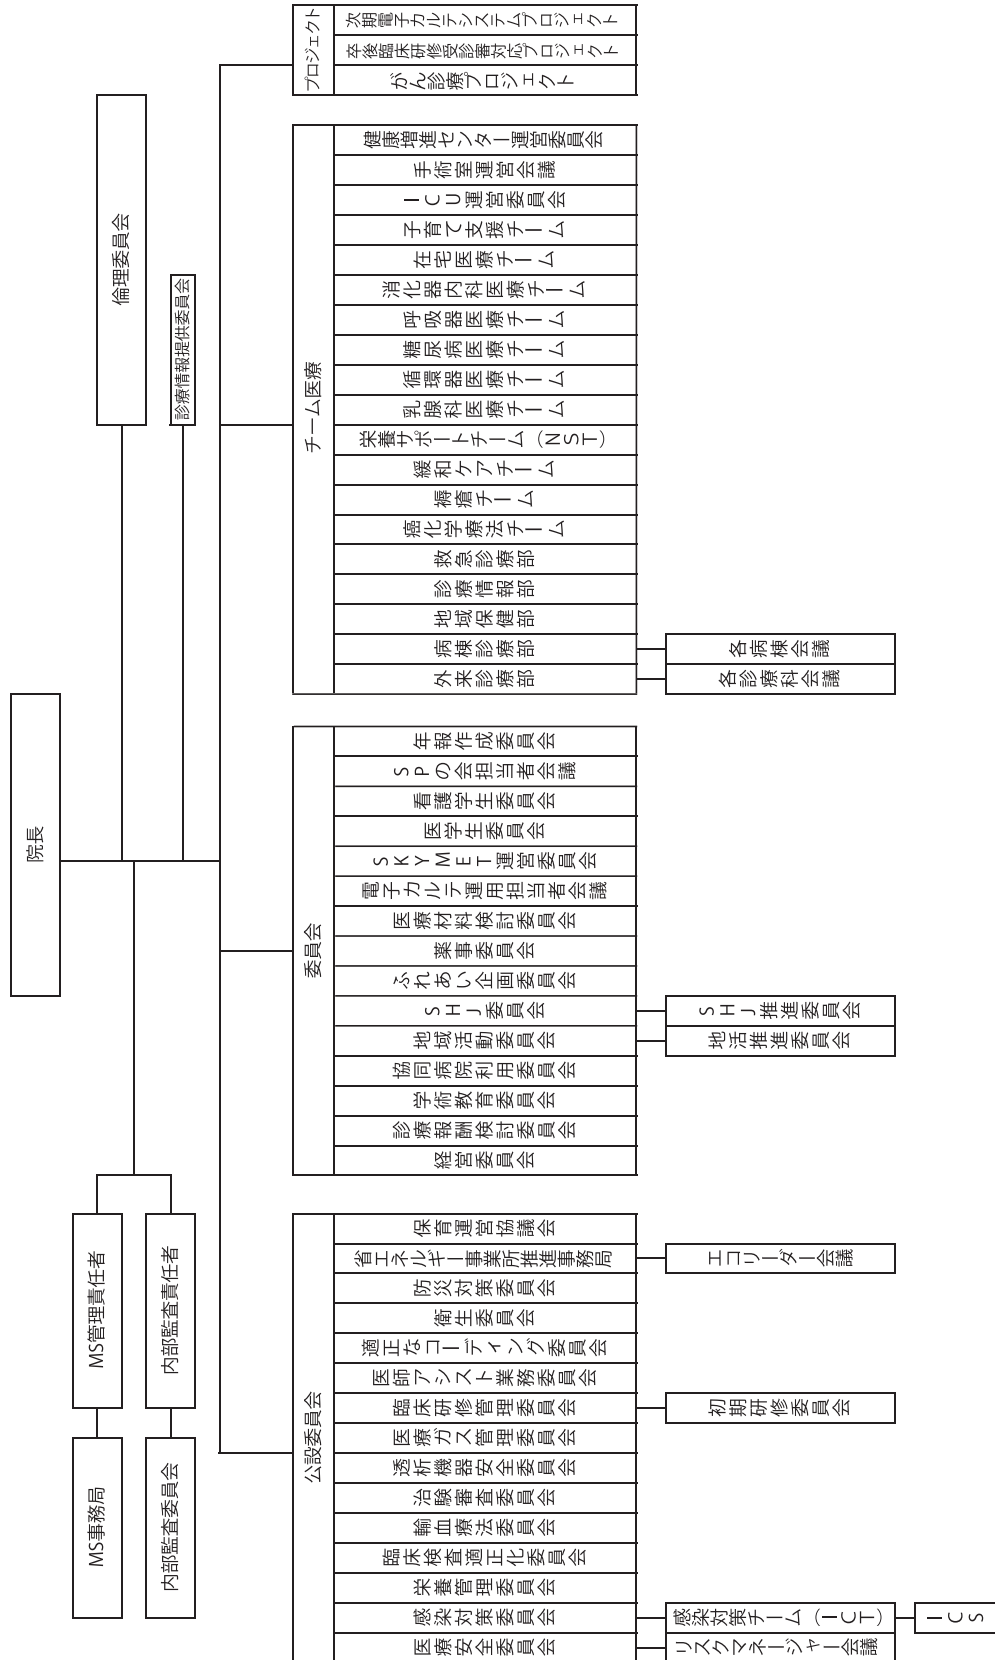 院長
倫理委員会
診療情報提供委員会
MS管理責任者
MS事務局
内部監査責任者
内部監査委員会
公設委員会
医療安全委員会
リスクマネージャー会議
感染対策委員会
感染対策チーム（ICT）
ICS
栄養管理委員会
臨床検査適正化委員会
輸血療法委員会
治験審査委員会
透析機器安全委員会
医療ガス管理委員会
臨床研修管理委員会
初期研修委員会
医師アシスト業務委員会
適正なコーディング委員会
衛生委員会
防災対策委員会
省エネルギー事業所推進事務局
エコリーダー会議
保育運営協議会
委員会
経営委員会
診療報酬検討委員会
学術教育委員会
協同病院利用委員会
地域活動委員会
地活推進委員会
SHJ委員会
SHJ推進委員会
ふれあい企画委員会
薬事委員会
医療材料検討委員会
電子カルテ運用担当者会議
SKYMET運営委員会
医学生委員会
看護学生委員会
SPの会担当者会議
年報作成委員会
チーム医療
外来診療部
各診療科会議
病棟診療部
各病棟会議
地域保健部
診療情報部
救急診療部
癌化学療法チーム
褥瘡チーム
緩和ケアチーム
栄養サポートチーム（NST）
乳腺科医療チーム
循環器医療チーム
糖尿病医療チーム
呼吸器医療チーム
消化器内科医療チーム
在宅医療チーム
子育て支援チーム
ICU運営委員会
手術室運営会議
健康増進センター運営委員会
プロジェクト
がん診療プロジェクト
卒後臨床研修受診審対応プロジェクト
次期電子カルテシステムプロジェクト